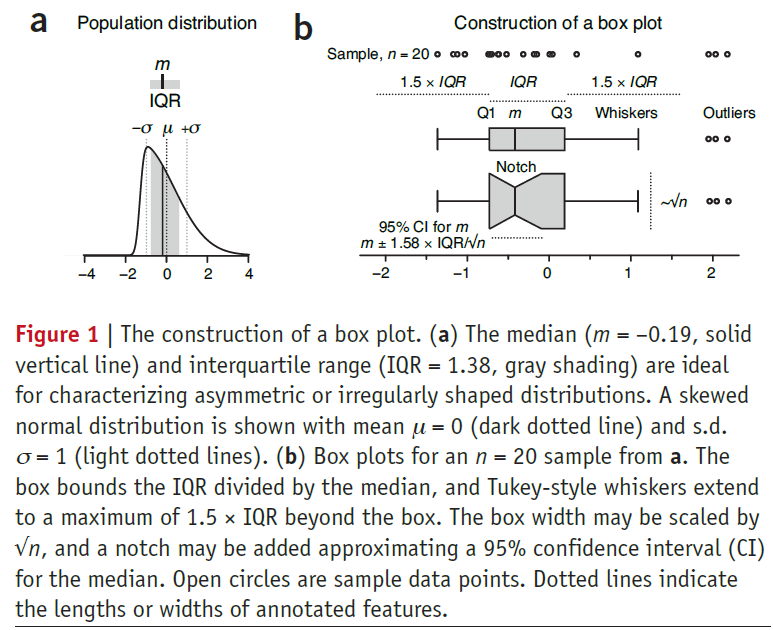 a Population distribution
m
IQR
–σ μ +σ
–4 –2 0 2 4
b Construction of a box plot
Sample, n = 20
1.5 × IQR IQR 1.5 × IQR
Q1 m Q3 Whiskers Outliers
Notch
~√n
95% CI for m
m ± 1.58 × IQR/√n
–2 –1 0 1 2
Figure 1 | The construction of a box plot. (a) The median (m = –0.19, solid
vertical line) and interquartile range (IQR = 1.38, gray shading) are ideal
for characterizing asymmetric or irregularly shaped distributions. A skewed
normal distribution is shown with mean μ = 0 (dark dotted line) and s.d.
σ = 1 (light dotted lines). (b) Box plots for an n = 20 sample from a. The
box bounds the IQR divided by the median, and Tukey-style whiskers extend
to a maximum of 1.5 × IQR beyond the box. The box width may be scaled by
√n, and a notch may be added approximating a 95% confidence interval (CI)
for the median. Open circles are sample data points. Dotted lines indicate
the lengths or widths of annotated features.